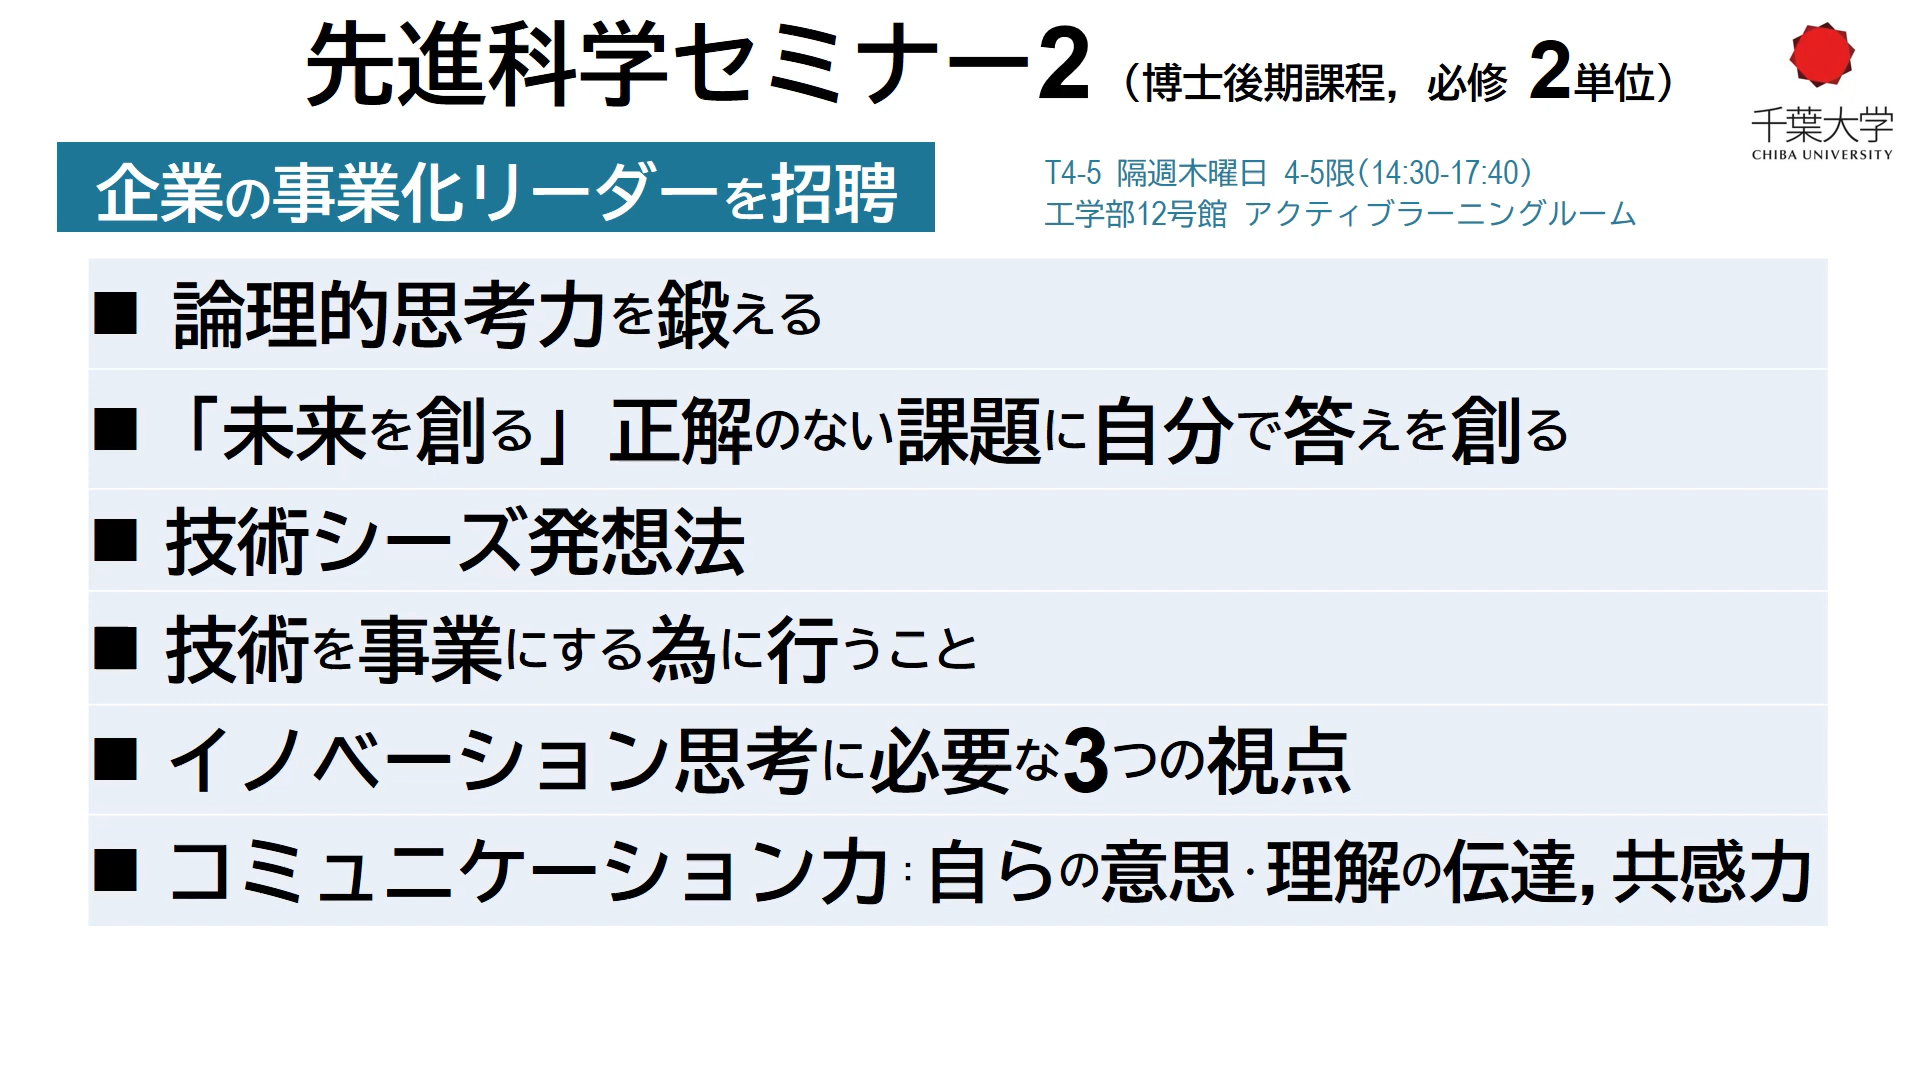 先進科学セミナー2（博士後期課程，必修 2単位）
千葉大学
CHIBA UNIVERSITY
企業の事業化リーダーを招聘
T4-5 隔週木曜日 4-5限（14:30-17:40）
工学部12号館 アクティブラーニングルーム
■ 論理的思考力を鍛える
■ 「未来を創る」正解のない課題に自分で答えを創る
■ 技術シーズ発想法
■ 技術を事業にする為に行うこと
■ イノベーション思考に必要な3つの視点
■ コミュニケーション力：自らの意思・理解の伝達，共感力